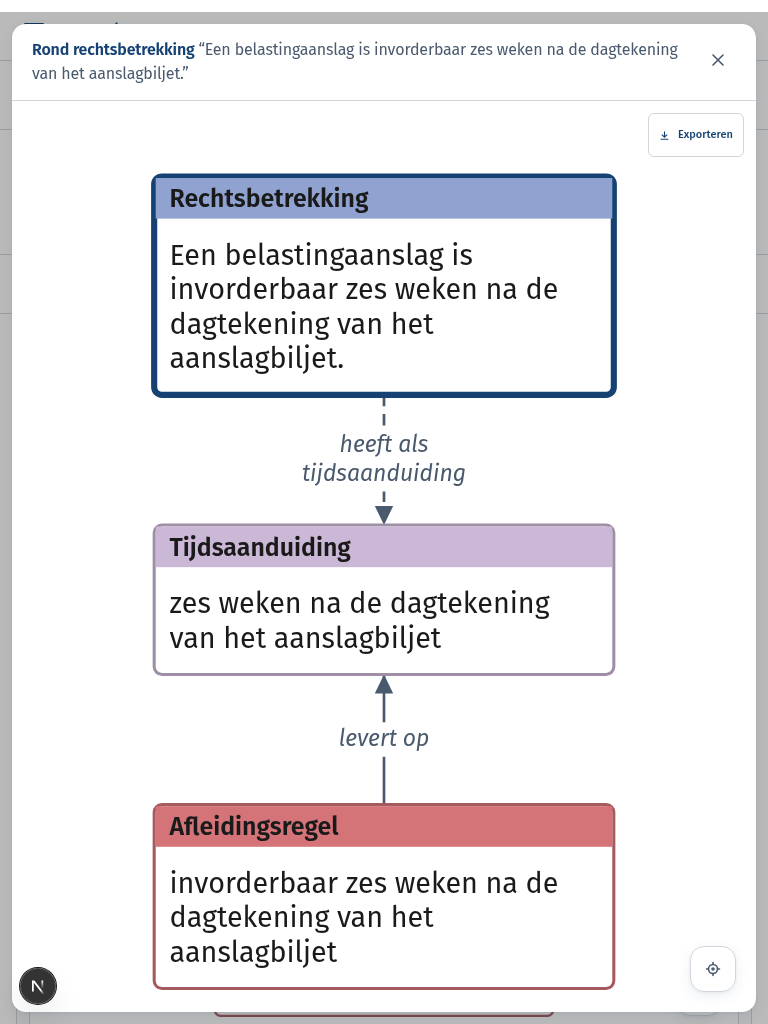 Rond rechtsbetrekking “Een belastingaanslag is invorderbaar zes weken na de dagtekening
van het aanslagbiljet.”
Exporteren
Rechtsbetrekking
Een belastingaanslag is
invorderbaar zes weken na de
dagtekening van het
aanslagbiljet.
heeft als
tijdsaanduiding
Tijdsaanduiding
zes weken na de dagtekening
van het aanslagbiljet
levert op
Afleidingsregel
invorderbaar zes weken na de
dagtekening van het
aanslagbiljet
N